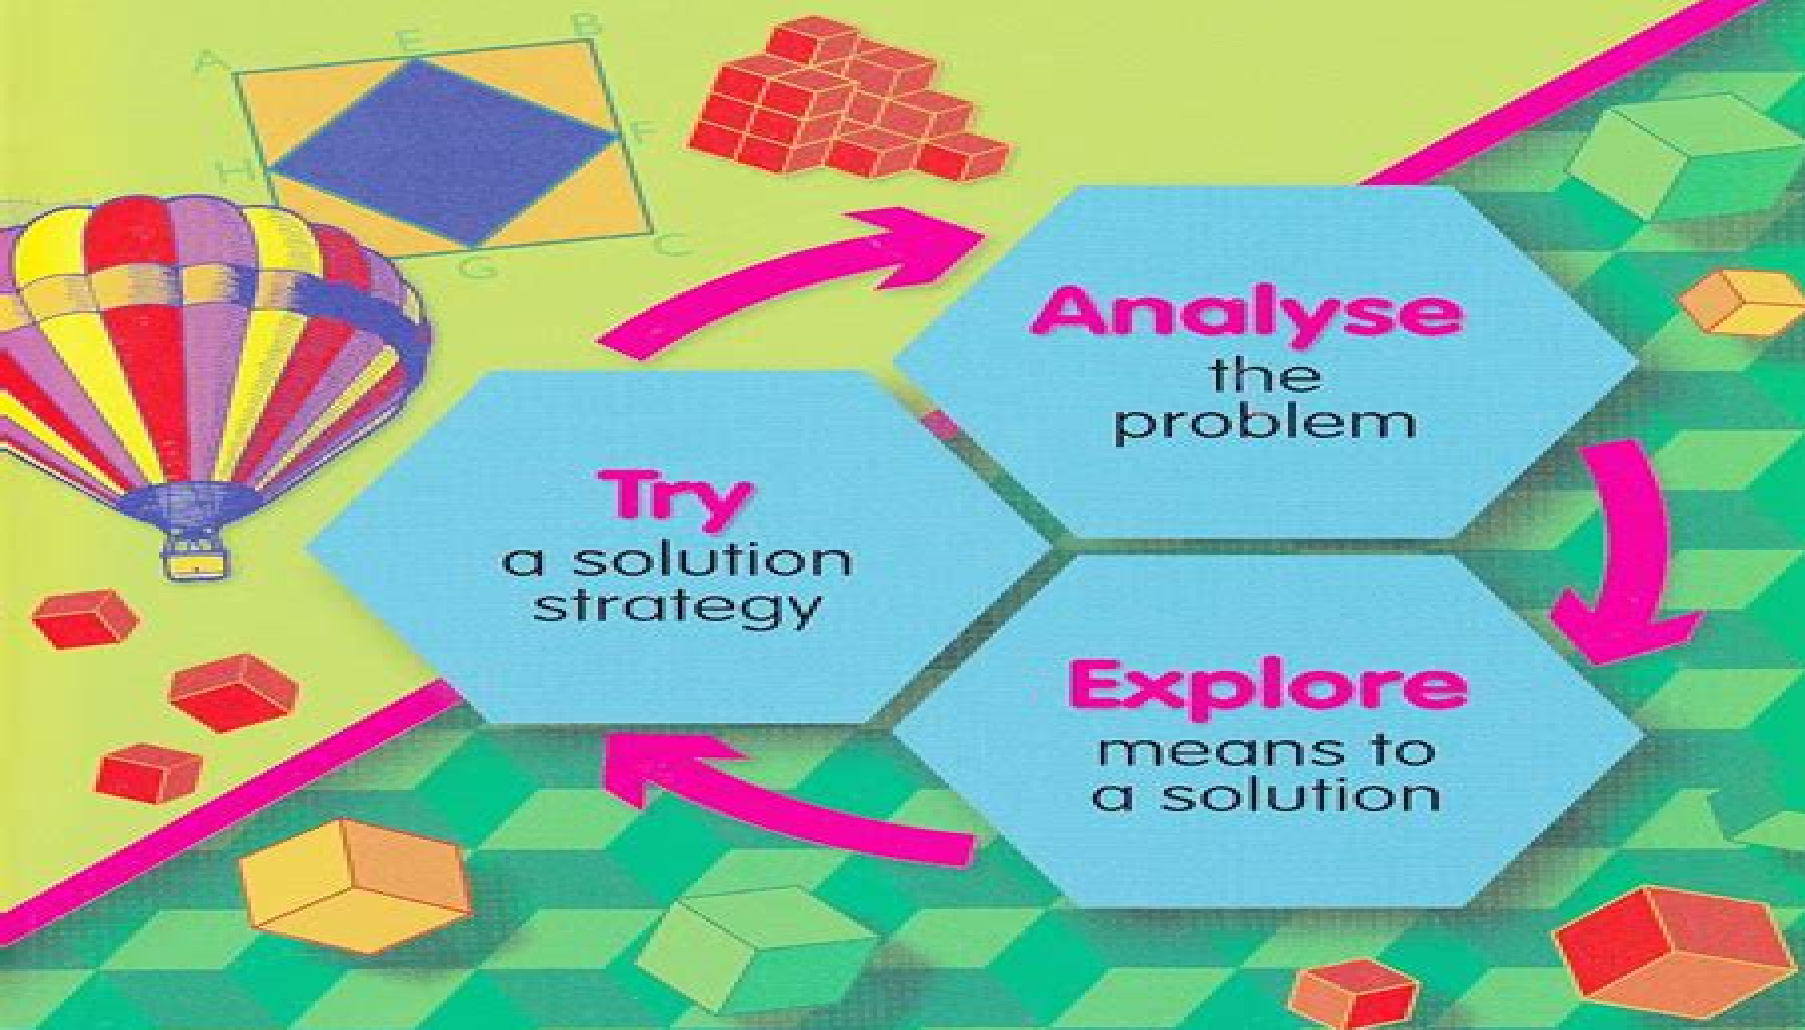 A
E
B
F
H
G
C
Analyse
the
problem
Try
a solution
strategy
Explore
means to
a solution